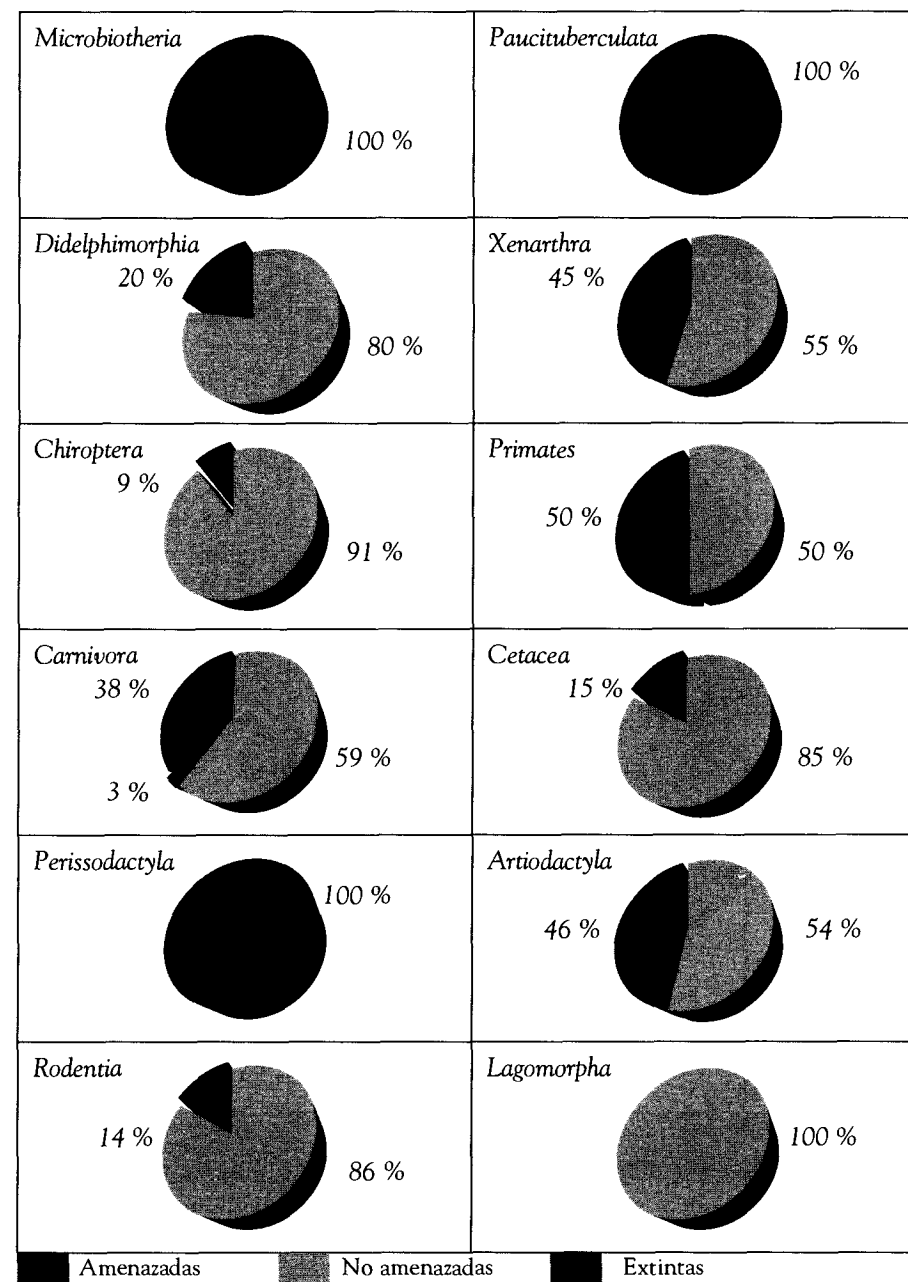 Microbiotheria
100 %
Paucituberculata
100 %
Didelphimorphia
20 %
80 %
Xenarthra
45 %
55 %
Chiroptera
9 %
91 %
Primates
50 %
50 %
Carnivora
38 %
59 %
3 %
Cetacea
15 %
85 %
Perissodactyla
100 %
Artiodactyla
46 %
54 %
Rodentia
14 %
86 %
Lagomorpha
100 %
Amenazadas No amenazadas Extintas